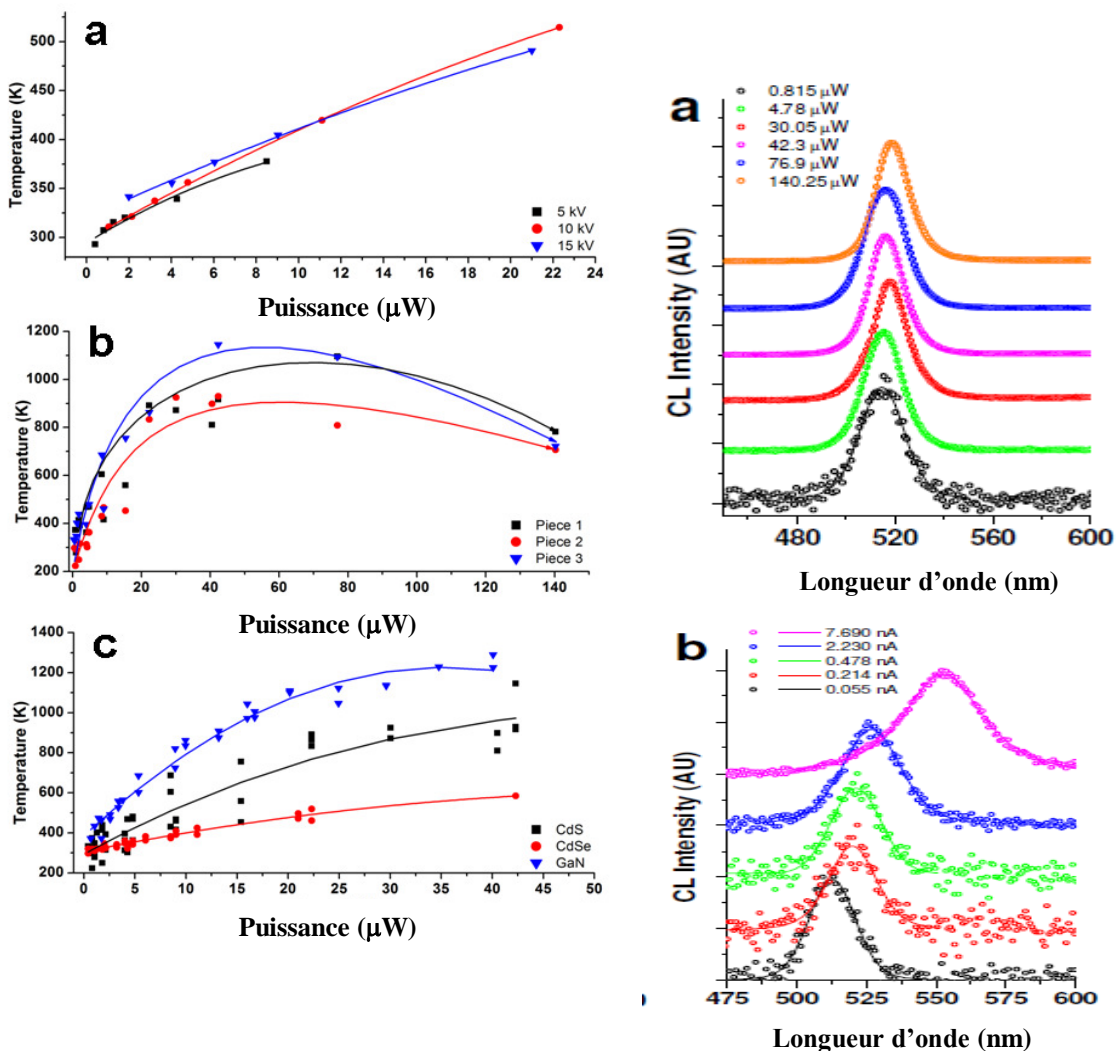 a
500
450
400
350
300
Temperature (K)
5 kV
10 kV
15 kV
0 2 4 6 8 10 12 14 16 18 20 22 24
Puissance (µW)
b
1200
1000
800
600
400
200
Temperature (K)
Piece 1
Piece 2
Piece 3
0 20 40 60 80 100 120 140
Puissance (µW)
c
1400
1200
1000
800
600
400
200
Temperature (K)
CdS
CdSe
GaN
0 5 10 15 20 25 30 35 40 45 50
Puissance (µW)
a
0.815 µW
4.78 µW
30.05 µW
42.3 µW
76.9 µW
140.25 µW
CL Intensity (AU)
480 520 560 600
Longueur d’onde (nm)
b
7.690 nA
2.230 nA
0.478 nA
0.214 nA
0.055 nA
CL Intensity (AU)
475 500 525 550 575 600
Longueur d’onde (nm)